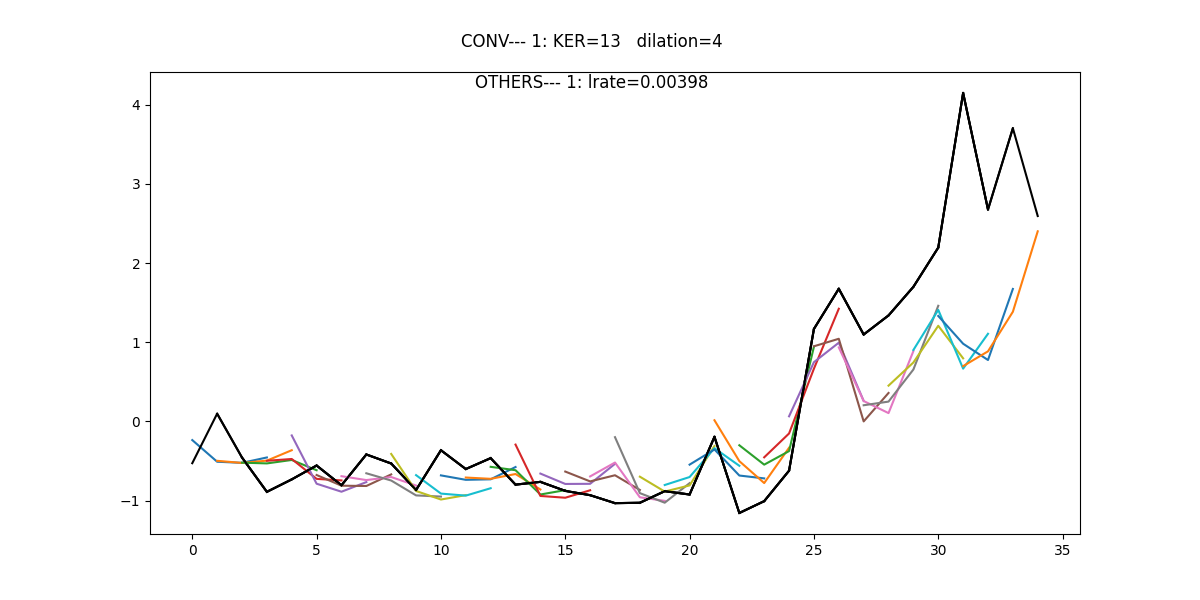 CONV--- 1: KER=13   dilation=4
OTHERS--- 1: lrate=0.00398
4
3
2
1
0
−1
0 5 10 15 20 25 30 35